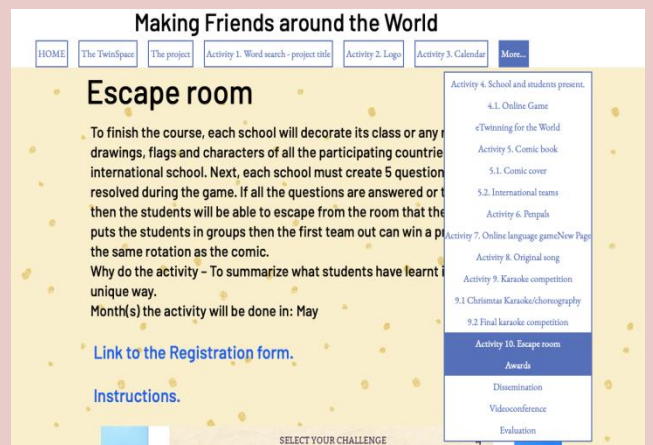 Making Friends around the World
HOME
The TwinSpace
The project
Activity 1. Word search - project title
Activity 2. Logo
Activity 3. Calendar
More...
Escape room
To finish the course, each school will decorate its class or any r
drawings, flags and characters of all the participating countrie
international school. Next, each school must create 5 question
resolved during the game. If all the questions are answered or t
then the students will be able to escape from the room that the
puts the students in groups then the first team out can win a p
the same rotation as the comic.
Why do the activity – To summarize what students have learnt i
unique way.
Month(s) the activity will be done in: May
Link to the Registration form.
Instructions.
SELECT YOUR CHALLENGE
Activity 4. School and students present.
4.1. Online Game
eTwinning for the World
Activity 5. Comic book
5.1. Comic cover
5.2. International teams
Activity 6. Penpals
Activity 7. Online language gameNew Page
Activity 8. Original song
Activity 9. Karaoke competition
9.1 Chrismtas Karaoke/choreography
9.2 Final karaoke competition
Activity 10. Escape room
Awards
Dissemination
Videoconference
Evaluation